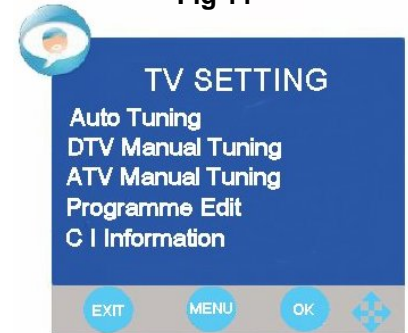 TV SETTING
Auto Tuning
DTV Manual Tuning
ATV Manual Tuning
Programme Edit
C I Information
EXIT MENU OK